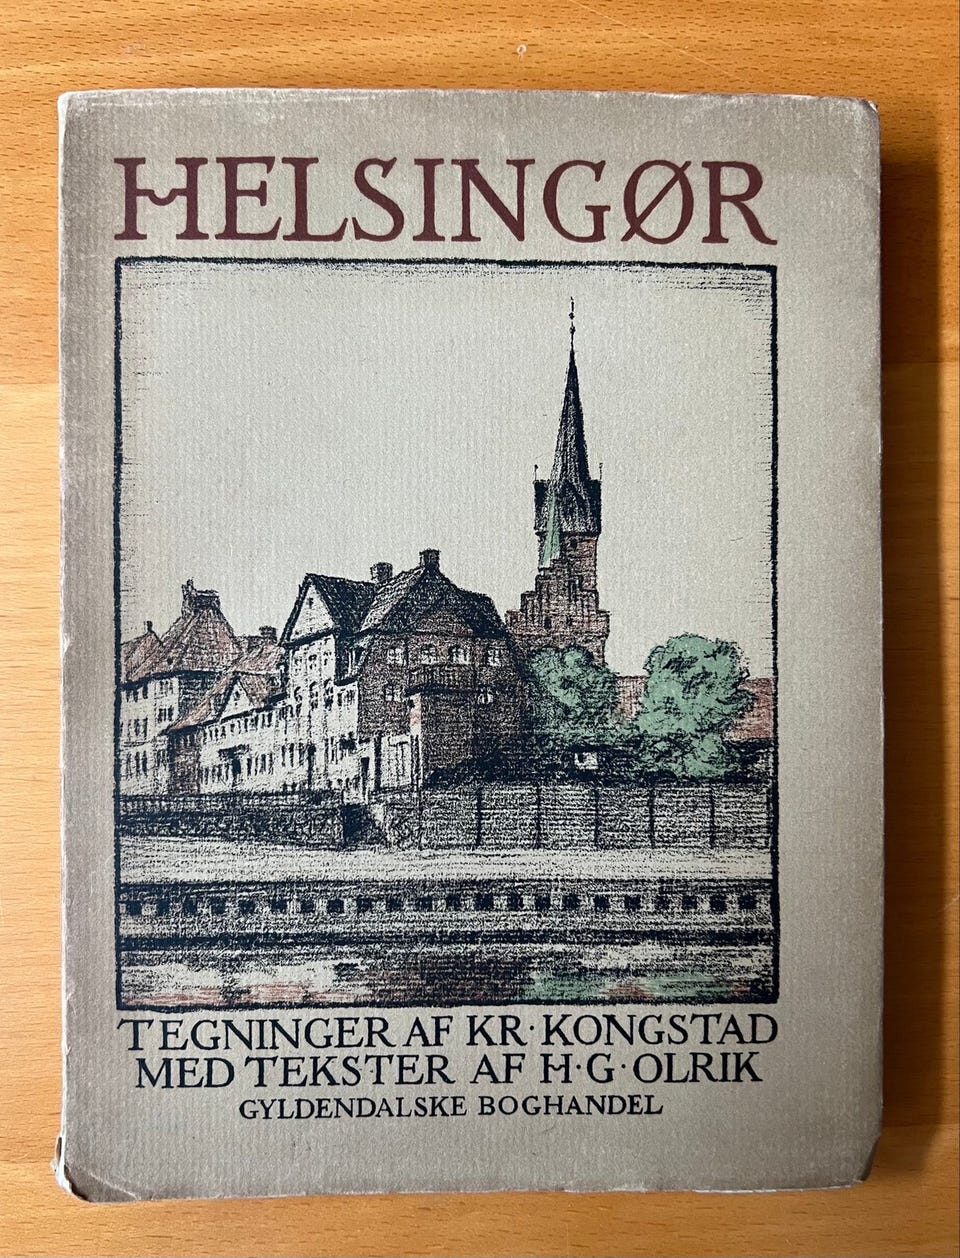 HELSINGØR
TEGNINGER AF KR·KONGSTAD
MED TEKSTER AF H·G·OLRIK
GYLDENDALSKE BOGHANDEL